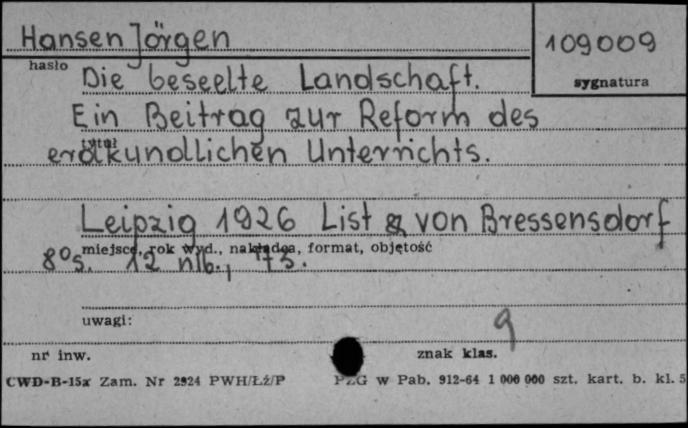 Hansen Jörgen
109009
hasło
sygnatura
Die beseelte Landschaft.
Ein Beitrag zur Reform des
tytuł
erdkundlichen Unterrichts.
Leipzig 1926 List & von Bressensdorf
miejsce, rok wyd., nakładca, format, objętość
8° s. 12 nlb., 73.
uwagi:
9
nr inw.
znak klas.
CWD-B-15a Zam. Nr 2924 PWH/Łź/P
PZG w Pab. 912-64 1 000 000 szt. kart. b. kl. 5